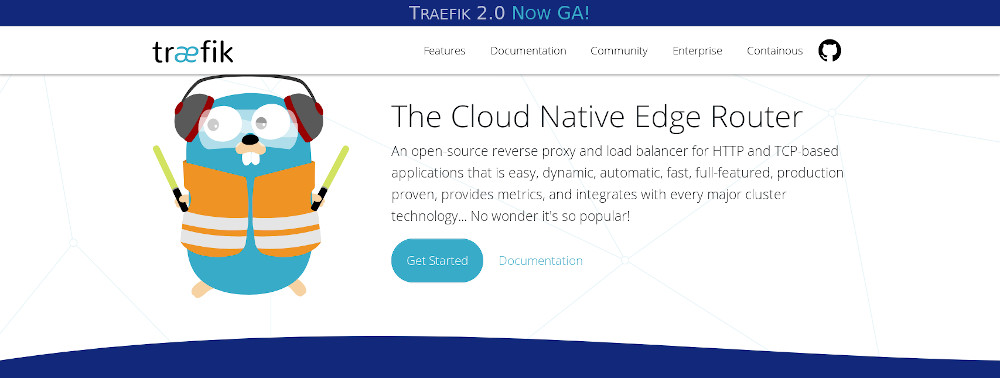 TRAEFIK 2.0 NOW GA!
træfik
Features Documentation Community Enterprise Containous
The Cloud Native Edge Router
An open-source reverse proxy and load balancer for HTTP and TCP-based
applications that is easy, dynamic, automatic, fast, full-featured, production
proven, provides metrics, and integrates with every major cluster
technology... No wonder it's so popular!
Get Started Documentation